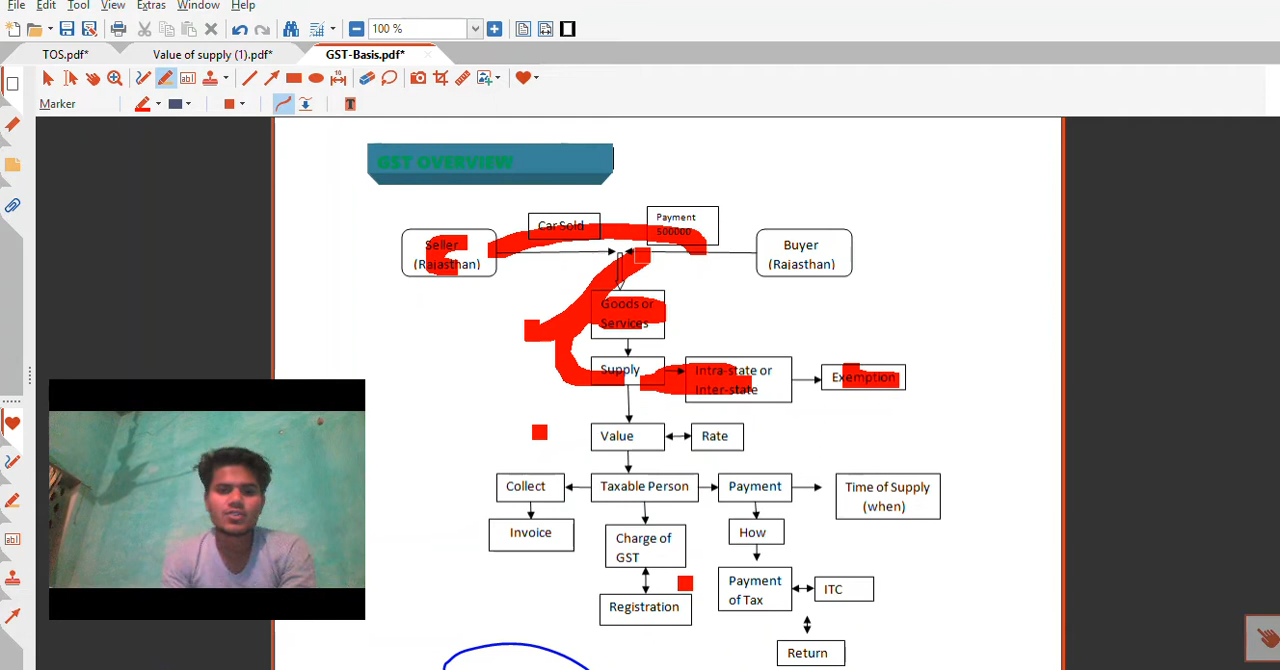 File Edit Tool View Extras Window Help
100 %
TOS.pdf* Value of supply (1).pdf* GST-Basis.pdf*
10
Marker
T
GST OVERVIEW
Car Sold
Payment
500000
Seller
(Rajasthan)
Buyer
(Rajasthan)
Goods or
Services
Supply
Intra-state or
Inter-state
Exemption
Value
Rate
Collect
Taxable Person
Payment
Time of Supply
(when)
Invoice
Charge of
GST
How
Registration
Payment
of Tax
ITC
Return